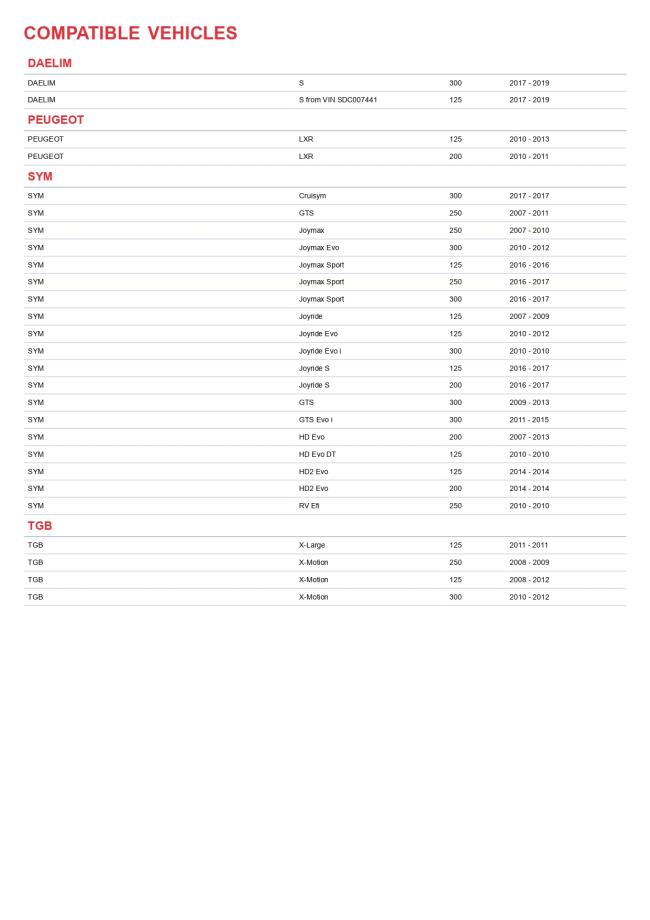 COMPATIBLE VEHICLES
DAELIM
DAELIM S 300 2017 - 2019
DAELIM S from VIN SDC007441 125 2017 - 2019
PEUGEOT
PEUGEOT LXR 125 2010 - 2013
PEUGEOT LXR 200 2010 - 2011
SYM
SYM Cruisym 300 2017 - 2017
SYM GTS 250 2007 - 2011
SYM Joymax 250 2007 - 2010
SYM Joymax Evo 300 2010 - 2012
SYM Joymax Sport 125 2016 - 2016
SYM Joymax Sport 250 2016 - 2017
SYM Joymax Sport 300 2016 - 2017
SYM Joyride 125 2007 - 2009
SYM Joyride Evo 125 2010 - 2012
SYM Joyride Evo i 300 2010 - 2010
SYM Joyride S 125 2016 - 2017
SYM Joyride S 200 2016 - 2017
SYM GTS 300 2009 - 2013
SYM GTS Evo i 300 2011 - 2015
SYM HD Evo 200 2007 - 2013
SYM HD Evo DT 125 2010 - 2010
SYM HD2 Evo 125 2014 - 2014
SYM HD2 Evo 200 2014 - 2014
SYM RV Efi 250 2010 - 2010
TGB
TGB X-Large 125 2011 - 2011
TGB X-Motion 250 2008 - 2009
TGB X-Motion 125 2008 - 2012
TGB X-Motion 300 2010 - 2012